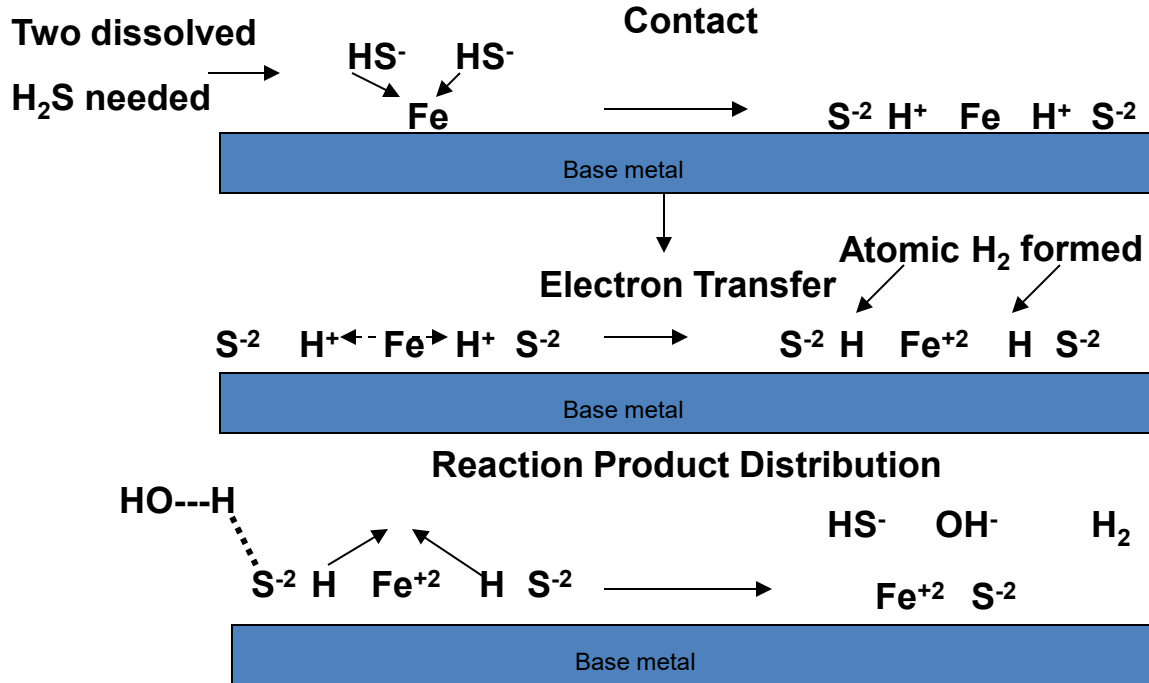 Contact
Two dissolved
H₂S needed
HS⁻ HS⁻
Fe
S⁻² H⁺ Fe H⁺ S⁻²
Base metal
Atomic H₂ formed
Electron Transfer
S⁻² H⁺ Fe H⁺ S⁻²
S⁻² H Fe⁺² H S⁻²
Base metal
Reaction Product Distribution
HO---H
HS⁻ OH⁻ H₂
S⁻² H Fe⁺² H S⁻²
Fe⁺² S⁻²
Base metal